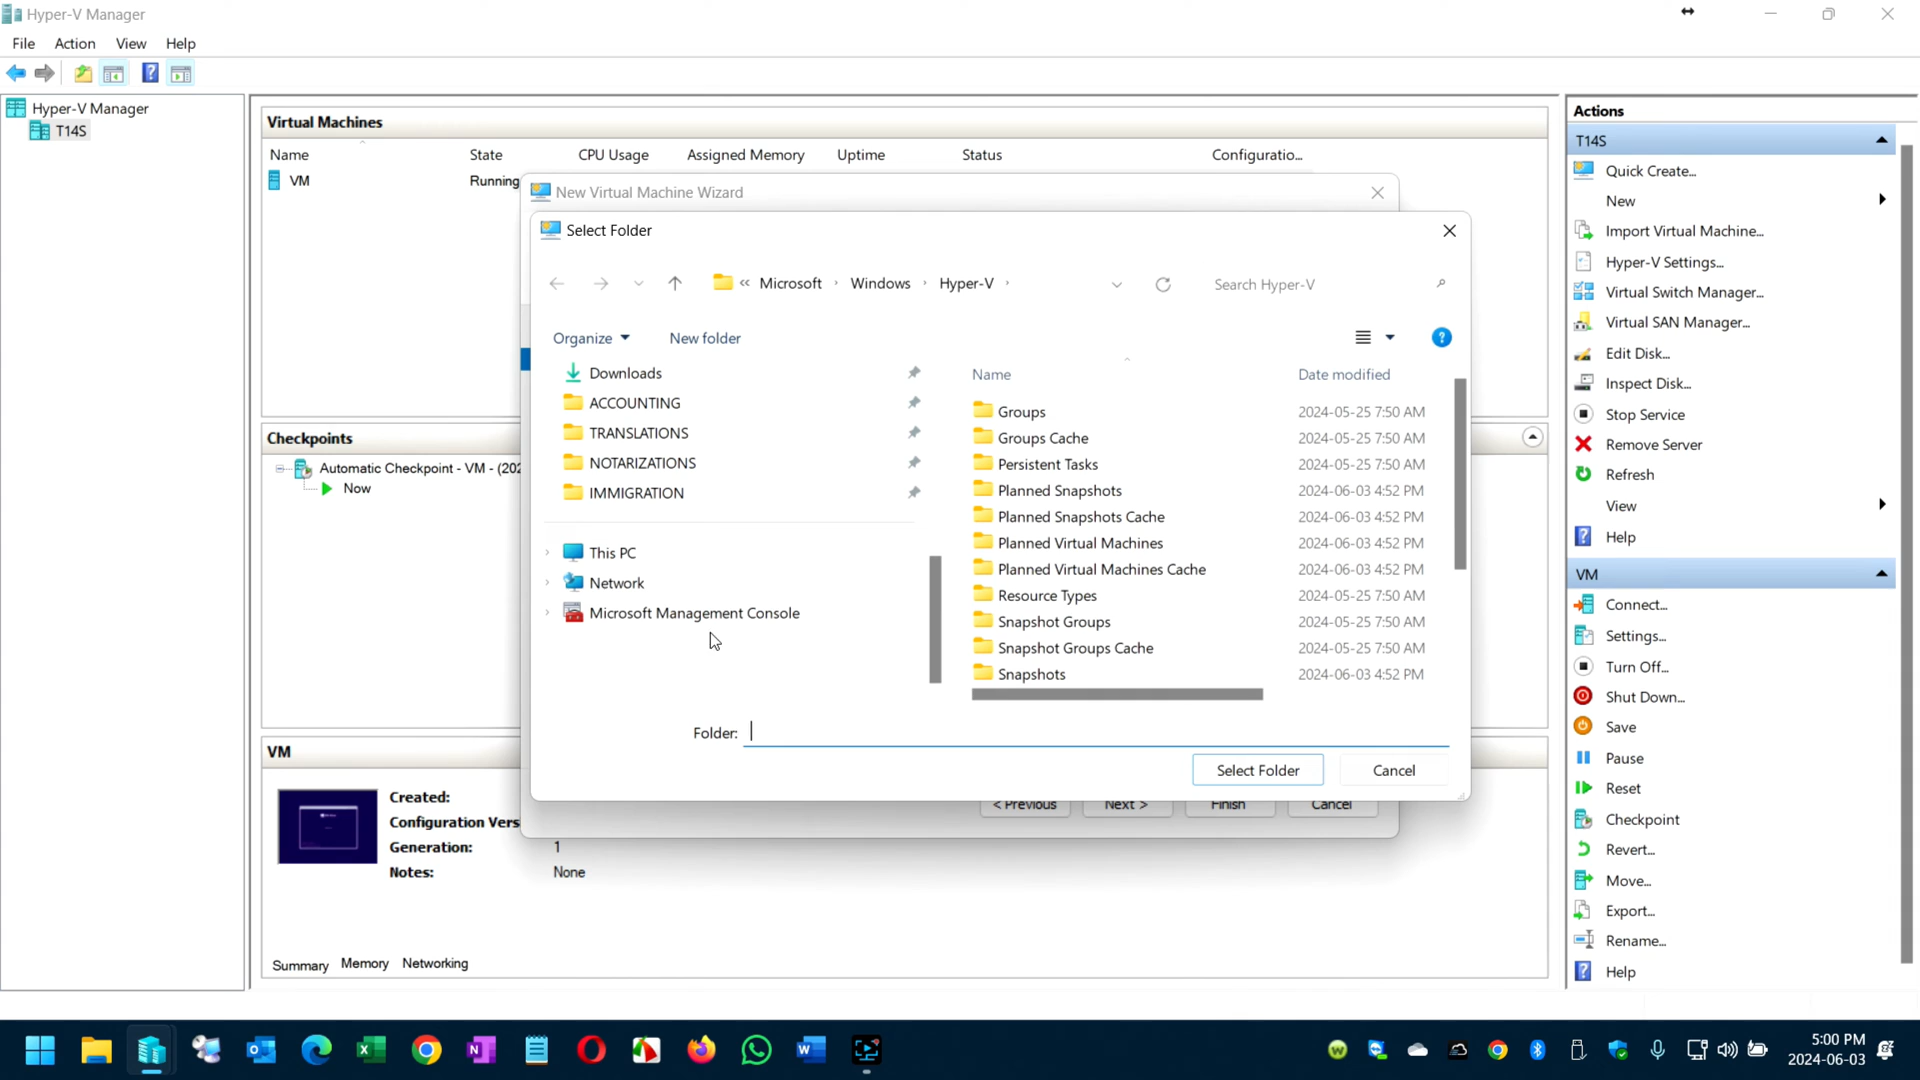 Hyper-V Manager
File Action View Help
Hyper-V Manager
T14S
Virtual Machines
Name State CPU Usage Assigned Memory Uptime Status Configuratio...
VM Running
New Virtual Machine Wizard
Select Folder
« Microsoft › Windows › Hyper-V ›
Search Hyper-V
Organize New folder
Downloads
ACCOUNTING
TRANSLATIONS
NOTARIZATIONS
IMMIGRATION
This PC
Network
Microsoft Management Console
Name Date modified
Groups 2024-05-25 7:50 AM
Groups Cache 2024-05-25 7:50 AM
Persistent Tasks 2024-05-25 7:50 AM
Planned Snapshots 2024-06-03 4:52 PM
Planned Snapshots Cache 2024-06-03 4:52 PM
Planned Virtual Machines 2024-06-03 4:52 PM
Planned Virtual Machines Cache 2024-06-03 4:52 PM
Resource Types 2024-05-25 7:50 AM
Snapshot Groups 2024-05-25 7:50 AM
Snapshot Groups Cache 2024-05-25 7:50 AM
Snapshots 2024-06-03 4:52 PM
Folder:
Select Folder Cancel
< Previous Next > Finish Cancel
Checkpoints
Automatic Checkpoint - VM - (202
Now
VM
Created:
Configuration Vers
Generation: 1
Notes: None
Summary Memory Networking
Actions
T14S
Quick Create...
New
Import Virtual Machine...
Hyper-V Settings...
Virtual Switch Manager...
Virtual SAN Manager...
Edit Disk...
Inspect Disk...
Stop Service
Remove Server
Refresh
View
Help
VM
Connect...
Settings...
Turn Off...
Shut Down...
Save
Pause
Reset
Checkpoint
Revert...
Move...
Export...
Rename...
Help
5:00 PM
2024-06-03